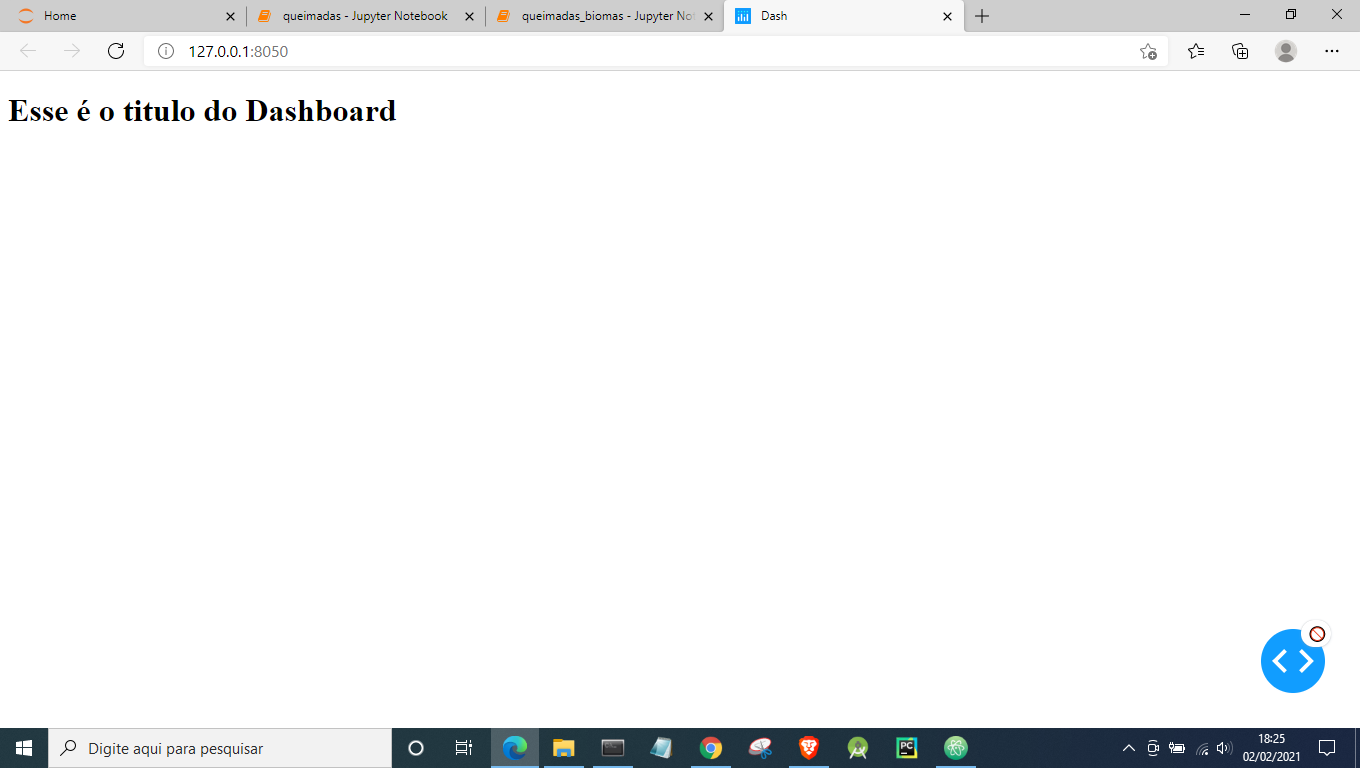 Home
queimadas - Jupyter Notebook
queimadas_biomas - Jupyter No
Dash
127.0.0.1:8050
Esse é o titulo do Dashboard
Digite aqui para pesquisar
PC
18:25
02/02/2021